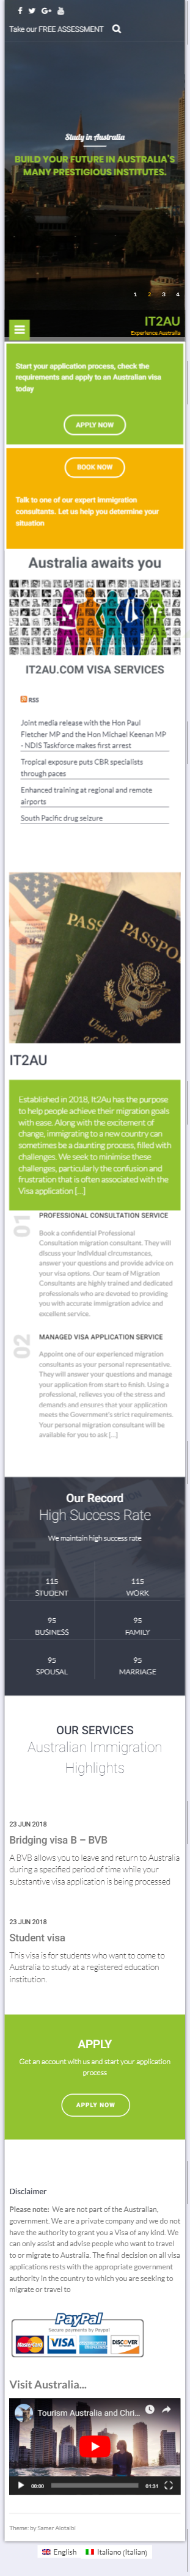 Take our FREE ASSESSMENT
Study in Australia
BUILD YOUR FUTURE IN AUSTRALIA'S
MANY PRESTIGIOUS INSTITUTES.
1 2 3 4
IT2AU
Experience Australia
Start your application process, check the
requirements and apply to an Australian visa
today
APPLY NOW
BOOK NOW
Talk to one of our expert immigration
consultants. Let us help you determine your
situation
Australia awaits you
IT2AU.COM VISA SERVICES
RSS
Joint media release with the Hon Paul
Fletcher MP and the Hon Michael Keenan MP
- NDIS Taskforce makes first arrest
Tropical exposure puts CBR specialists
through paces
Enhanced training at regional and remote
airports
South Pacific drug seizure
PASSPORT
IT2AU
Established in 2018, It2Au has the purpose
to help people achieve their migration goals
with ease. Along with the excitement of
change, immigrating to a new country can
sometimes be a daunting process, filled with
challenges. We seek to minimise these
challenges, particularly the confusion and
frustration that is often associated with the
Visa application [...]
01
PROFESSIONAL CONSULTATION SERVICE
Book a confidential Professional
Consultation migration consultant. They will
discuss your Individual circumstances,
answer your questions and provide advice on
your visa options. Our team of Migration
Consultants are highly trained and dedicated
professionals who are devoted to providing
you with accurate immigration advice and
excellent service.
02
MANAGED VISA APPLICATION SERVICE
Appoint one of our experienced migration
consultants as your personal representative.
They will answer your questions and manage
your application from start to finish. Using a
professional, relieves you of the stress and
demands and ensures that your application
meets the Government's strict requirements.
Your personal migration consultant will be
available for you to ask [...]
Our Record
High Success Rate
We maintain high success rate
115
STUDENT
115
WORK
95
BUSINESS
95
FAMILY
95
SPOUSAL
95
MARRIAGE
OUR SERVICES
Australian Immigration
Highlights
23 JUN 2018
Bridging visa B – BVB
A BVB allows you to leave and return to Australia
during a specified period of time while your
substantive visa application is being processed
23 JUN 2018
Student visa
This visa is for students who want to come to
Australia to study at a registered education
institution.
APPLY
Get an account with us and start your application
process
APPLY NOW
Disclaimer
Please note: We are not part of the Australian,
government. We are a private company and we do not
have the authority to grant you a Visa of any kind. We
can only assist and advise people who want to travel
to or migrate to Australia. The final decision on all visa
applications rests with the appropriate government
authority in the country to which you are seeking to
migrate or travel to
PayPal
Secure payments by Paypal
MasterCard VISA AMERICAN EXPRESS DISCOVER
Visit Australia...
Tourism Australia and Chri...
00:00 01:31
Theme: by Samer Alotaibi
English Italiano (Italian)